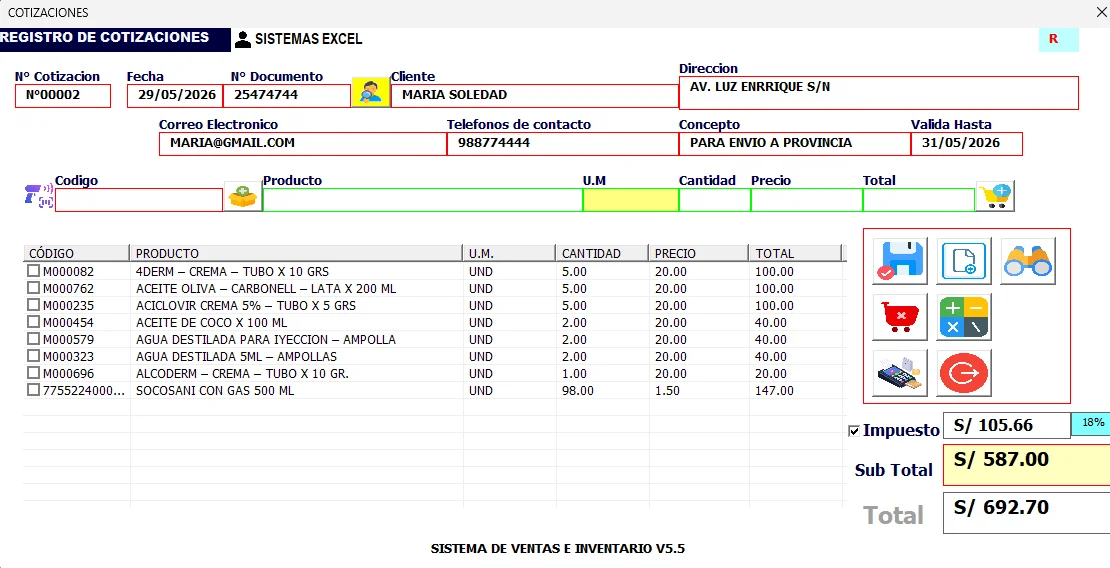 COTIZACIONES
REGISTRO DE COTIZACIONES SISTEMAS EXCEL R
N° Cotizacion Fecha N° Documento Cliente Direccion
N°00002 29/05/2026 25474744 MARIA SOLEDAD AV. LUZ ENRRIQUE S/N
Correo Electronico Telefonos de contacto Concepto Valida Hasta
MARIA@GMAIL.COM 988774444 PARA ENVIO A PROVINCIA 31/05/2026
Codigo Producto U.M Cantidad Precio Total
CÓDIGO PRODUCTO U.M. CANTIDAD PRECIO TOTAL
M000082 4DERM – CREMA – TUBO X 10 GRS UND 5.00 20.00 100.00
M000762 ACEITE OLIVA – CARBONELL – LATA X 200 ML UND 5.00 20.00 100.00
M000235 ACICLOVIR CREMA 5% – TUBO X 5 GRS UND 5.00 20.00 100.00
M000454 ACEITE DE COCO X 100 ML UND 2.00 20.00 40.00
M000579 AGUA DESTILADA PARA IYECCION – AMPOLLA UND 2.00 20.00 40.00
M000323 AGUA DESTILADA 5ML – AMPOLLAS UND 2.00 20.00 40.00
M000696 ALCODERM – CREMA – TUBO X 10 GR. UND 1.00 20.00 20.00
7755224000... SOCOSANI CON GAS 500 ML UND 98.00 1.50 147.00
Impuesto S/ 105.66 18%
Sub Total S/ 587.00
Total S/ 692.70
SISTEMA DE VENTAS E INVENTARIO V5.5